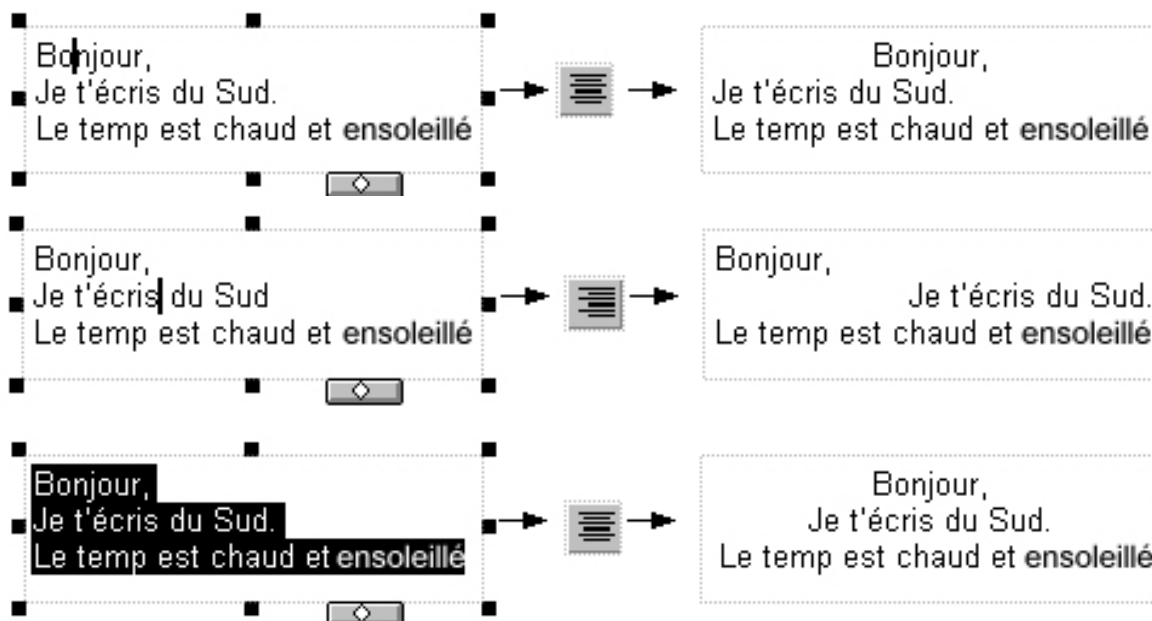 Bonjour,
Je t'écris du Sud.
Le temp est chaud et ensoleillé
Bonjour,
Je t'écris du Sud.
Le temp est chaud et ensoleillé
Bonjour,
Je t'écris du Sud
Le temp est chaud et ensoleillé
Bonjour,
Je t'écris du Sud.
Le temp est chaud et ensoleillé
Bonjour,
Je t'écris du Sud.
Le temp est chaud et ensoleillé
Bonjour,
Je t'écris du Sud.
Le temp est chaud et ensoleillé